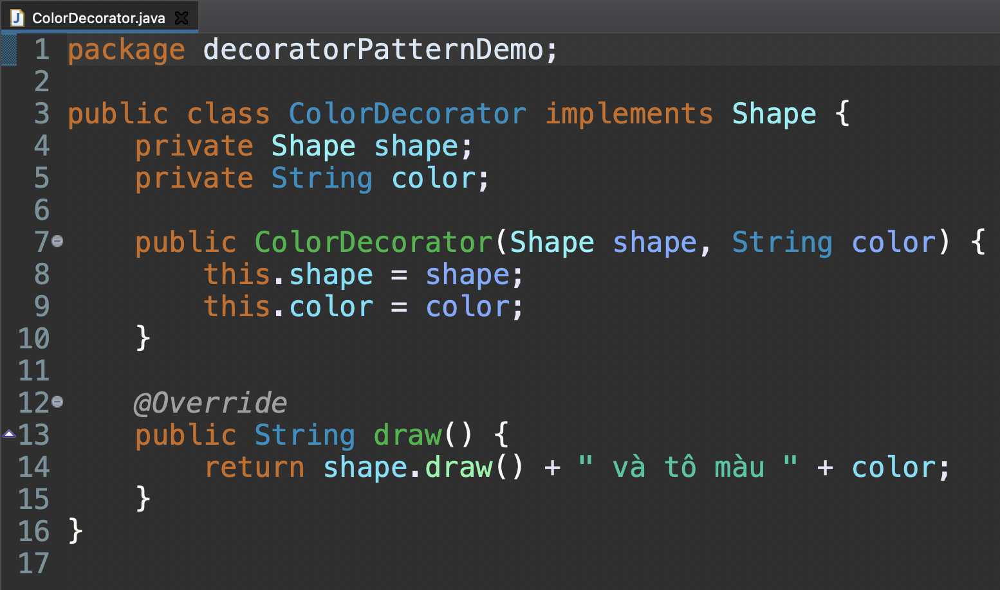 ColorDecorator.java
1 package decoratorPatternDemo;
2
3 public class ColorDecorator implements Shape {
4     private Shape shape;
5     private String color;
6
7     public ColorDecorator(Shape shape, String color) {
8         this.shape = shape;
9         this.color = color;
10     }
11
12     @Override
13     public String draw() {
14         return shape.draw() + " và tô màu " + color;
15     }
16 }
17